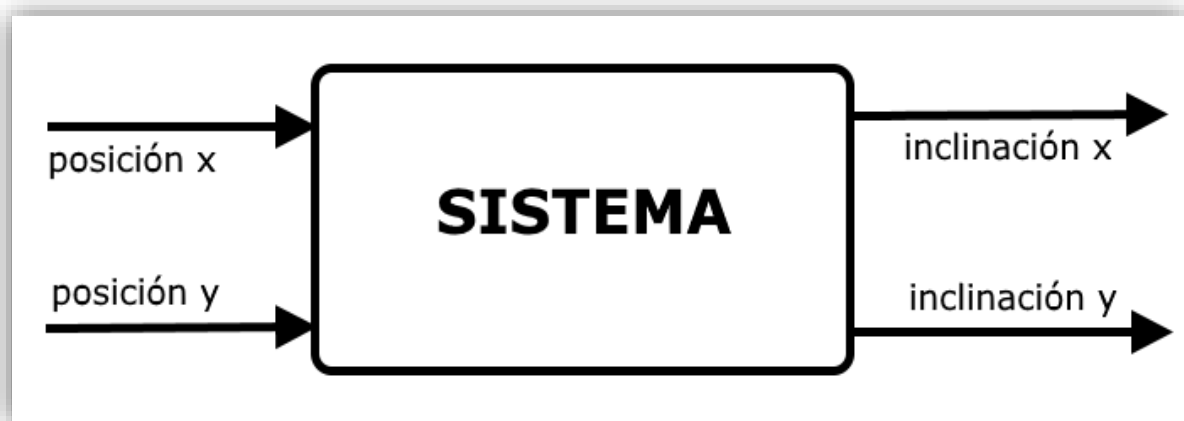 posición x
inclinación x
SISTEMA
posición y
inclinación y